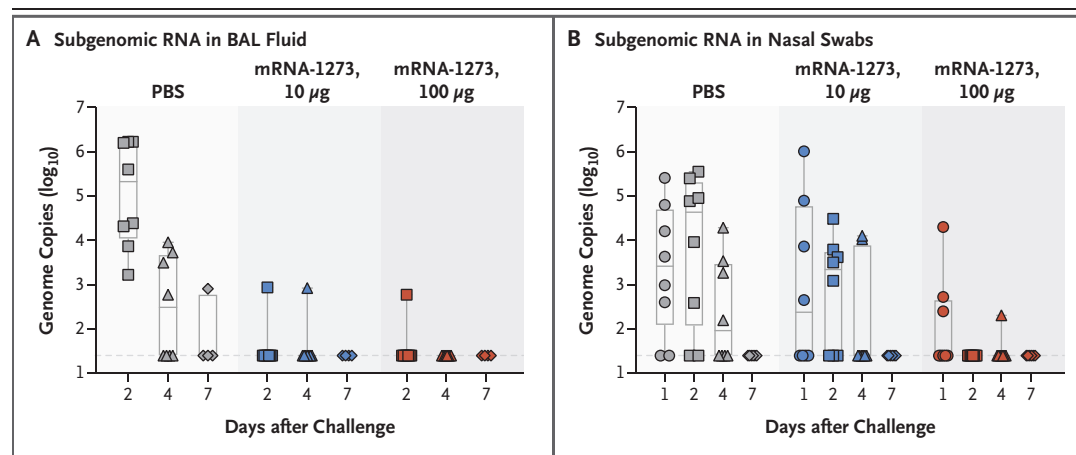 A Subgenomic RNA in BAL Fluid
PBS
mRNA-1273,
10 µg
mRNA-1273,
100 µg
Genome Copies (log10)
7
6
5
4
3
2
1
2 4 7 2 4 7 2 4 7
Days after Challenge
B Subgenomic RNA in Nasal Swabs
PBS
mRNA-1273,
10 µg
mRNA-1273,
100 µg
Genome Copies (log10)
7
6
5
4
3
2
1
1 2 4 7 1 2 4 7 1 2 4 7
Days after Challenge